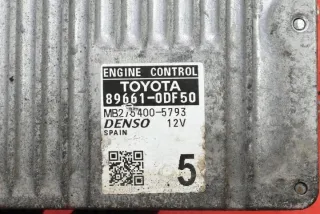 ENGINE CONTROL
TOYOTA
89661-0DF50
MB275400-5793
DENSO 12V
SPAIN
5